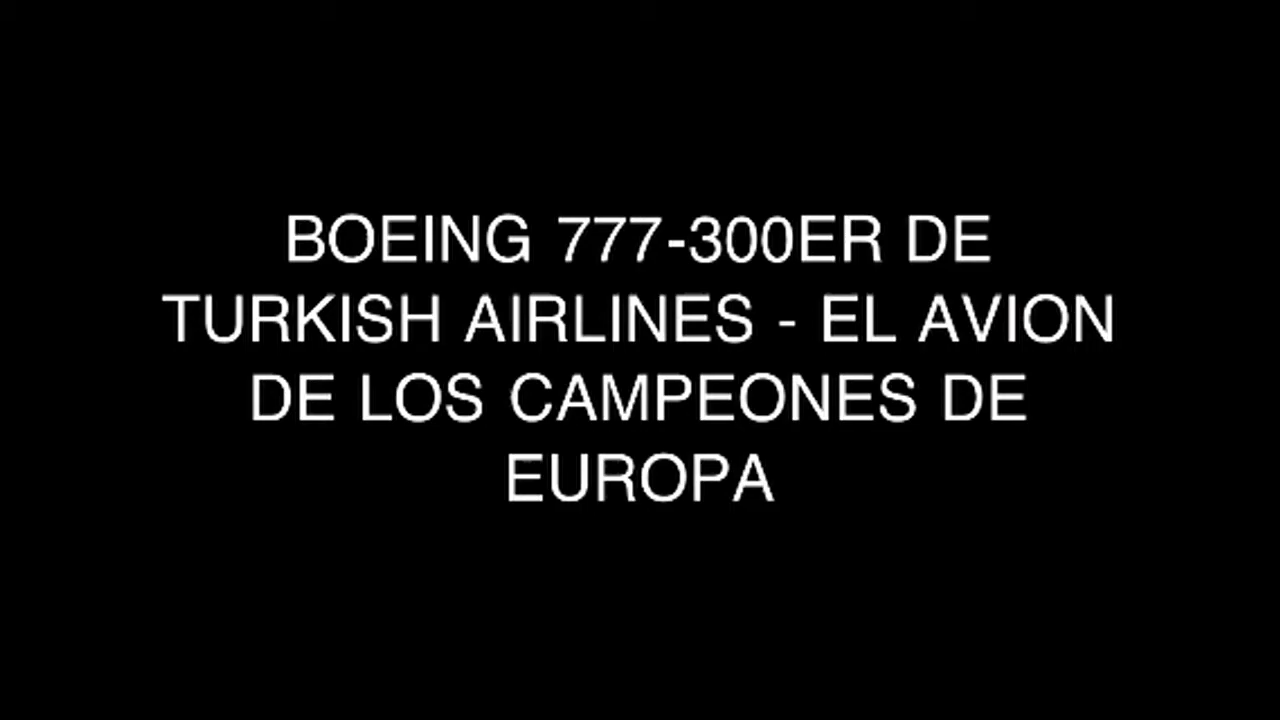 BOEING 777-300ER DE
TURKISH AIRLINES - EL AVION
DE LOS CAMPEONES DE
EUROPA